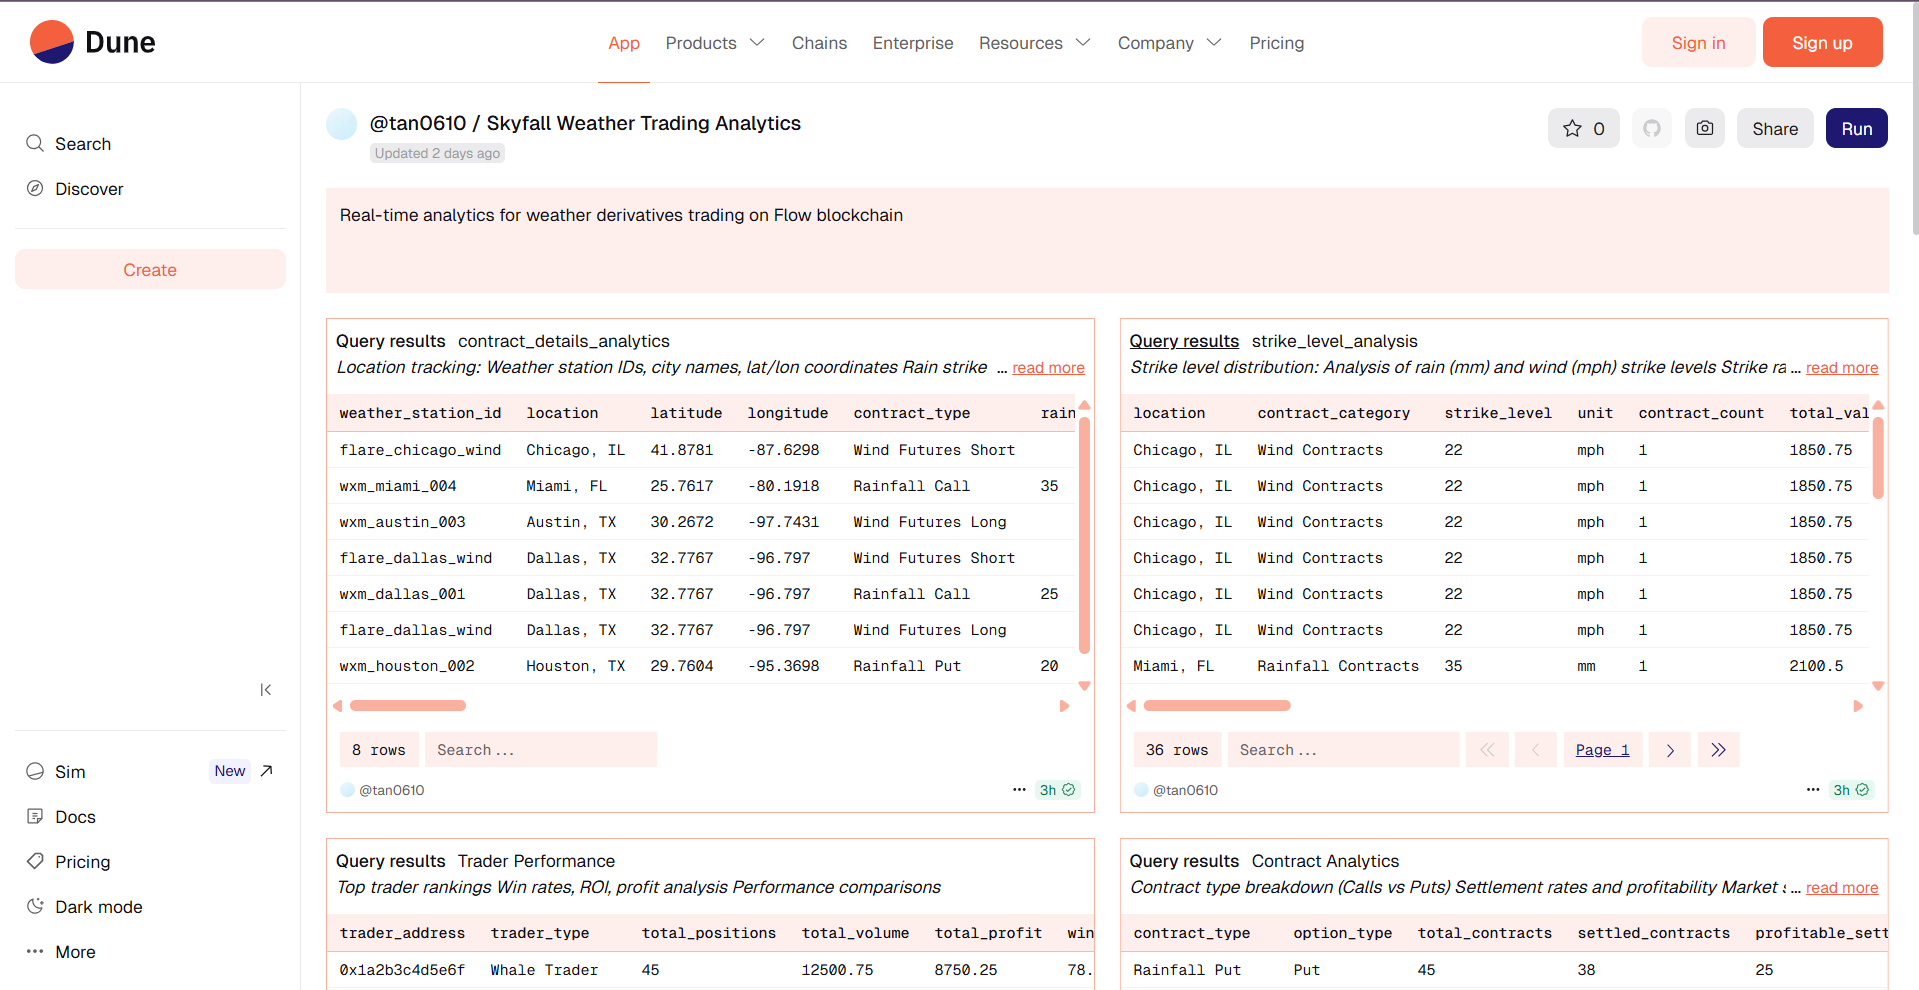 Dune
App Products Chains Enterprise Resources Company Pricing
Sign in Sign up
Search
Discover
Create
Sim New
Docs
Pricing
Dark mode
More
@tan0610 / Skyfall Weather Trading Analytics
Updated 2 days ago
0 Share Run
Real-time analytics for weather derivatives trading on Flow blockchain
Query results contract_details_analytics
Location tracking: Weather station IDs, city names, lat/lon coordinates Rain strike ... read more
weather_station_id location latitude longitude contract_type rain
flare_chicago_wind Chicago, IL 41.8781 -87.6298 Wind Futures Short
wxm_miami_004 Miami, FL 25.7617 -80.1918 Rainfall Call 35
wxm_austin_003 Austin, TX 30.2672 -97.7431 Wind Futures Long
flare_dallas_wind Dallas, TX 32.7767 -96.797 Wind Futures Short
wxm_dallas_001 Dallas, TX 32.7767 -96.797 Rainfall Call 25
flare_dallas_wind Dallas, TX 32.7767 -96.797 Wind Futures Long
wxm_houston_002 Houston, TX 29.7604 -95.3698 Rainfall Put 20
8 rows Search...
@tan0610 3h
Query results strike_level_analysis
Strike level distribution: Analysis of rain (mm) and wind (mph) strike levels Strike ra ... read more
location contract_category strike_level unit contract_count total_val
Chicago, IL Wind Contracts 22 mph 1 1850.75
Chicago, IL Wind Contracts 22 mph 1 1850.75
Chicago, IL Wind Contracts 22 mph 1 1850.75
Chicago, IL Wind Contracts 22 mph 1 1850.75
Chicago, IL Wind Contracts 22 mph 1 1850.75
Chicago, IL Wind Contracts 22 mph 1 1850.75
Miami, FL Rainfall Contracts 35 mm 1 2100.5
36 rows Search... Page 1
@tan0610 3h
Query results Trader Performance
Top trader rankings Win rates, ROI, profit analysis Performance comparisons
trader_address trader_type total_positions total_volume total_profit win
0x1a2b3c4d5e6f Whale Trader 45 12500.75 8750.25 78.
Query results Contract Analytics
Contract type breakdown (Calls vs Puts) Settlement rates and profitability Market s ... read more
contract_type option_type total_contracts settled_contracts profitable_sett
Rainfall Put Put 45 38 25